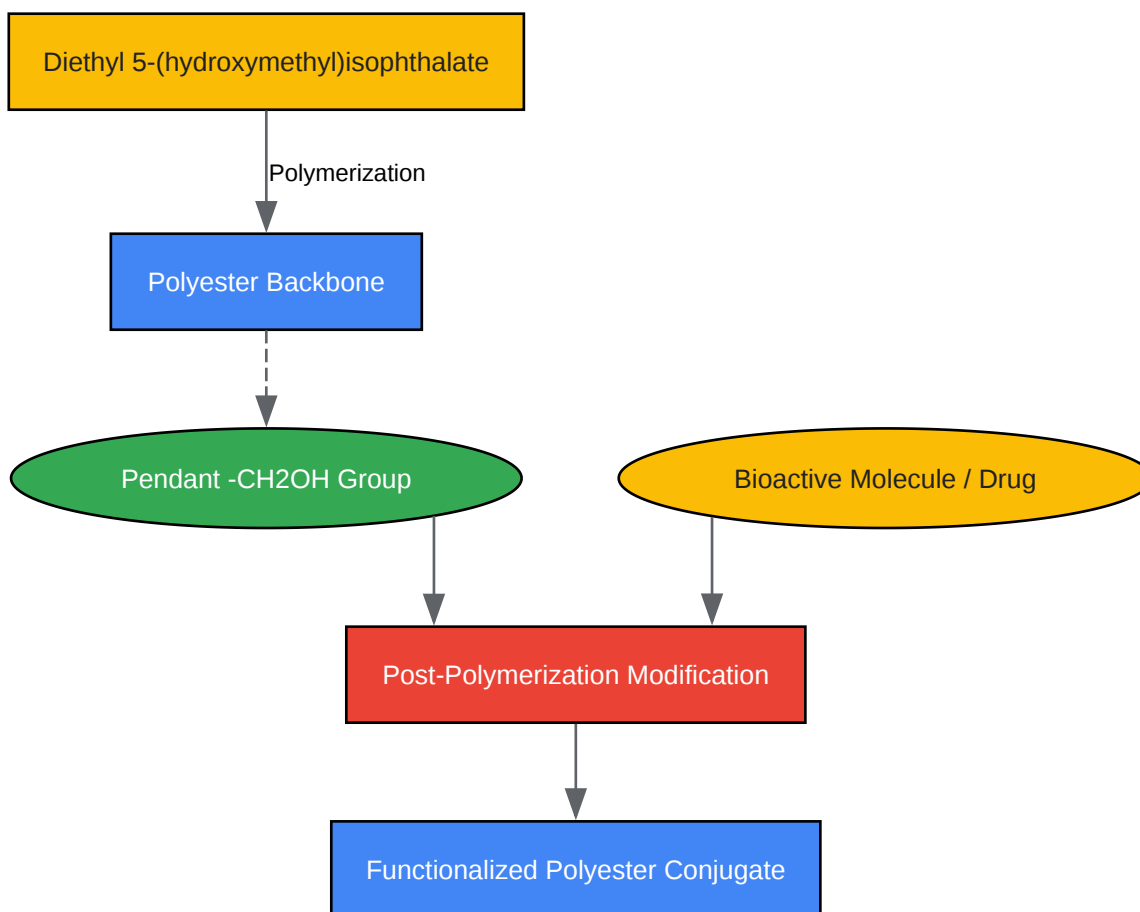 Diethyl 5-(hydroxymethyl)isophthalate
Polymerization
Polyester Backbone
Pendant -CH2OH Group
Bioactive Molecule / Drug
Post-Polymerization Modification
Functionalized Polyester Conjugate